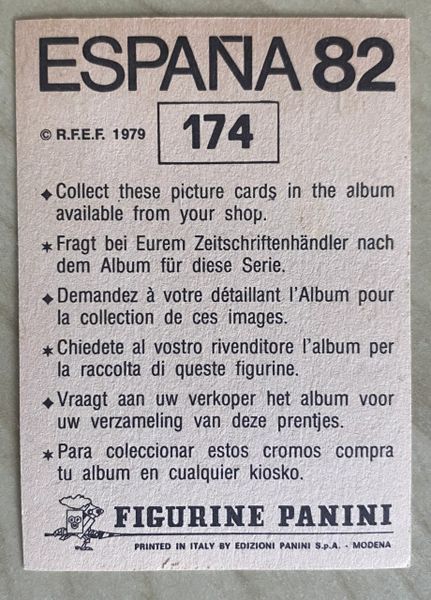 ESPAÑA 82
© R.F.E.F. 1979 174
◆ Collect these picture cards in the album
available from your shop.
★ Fragt bei Eurem Zeitschriftenhändler nach
dem Album für diese Serie.
◆ Demandez à votre détaillant l'Album pour
la collection de ces images.
★ Chiedete al vostro rivenditore l'album per
la raccolta di queste figurine.
◆ Vraagt aan uw verkoper het album voor
uw verzameling van deze prentjes.
★ Para coleccionar estos cromos compra
tu album en cualquier kiosko.
FIGURINE PANINI
PRINTED IN ITALY BY EDIZIONI PANINI S.p.A. - MODENA